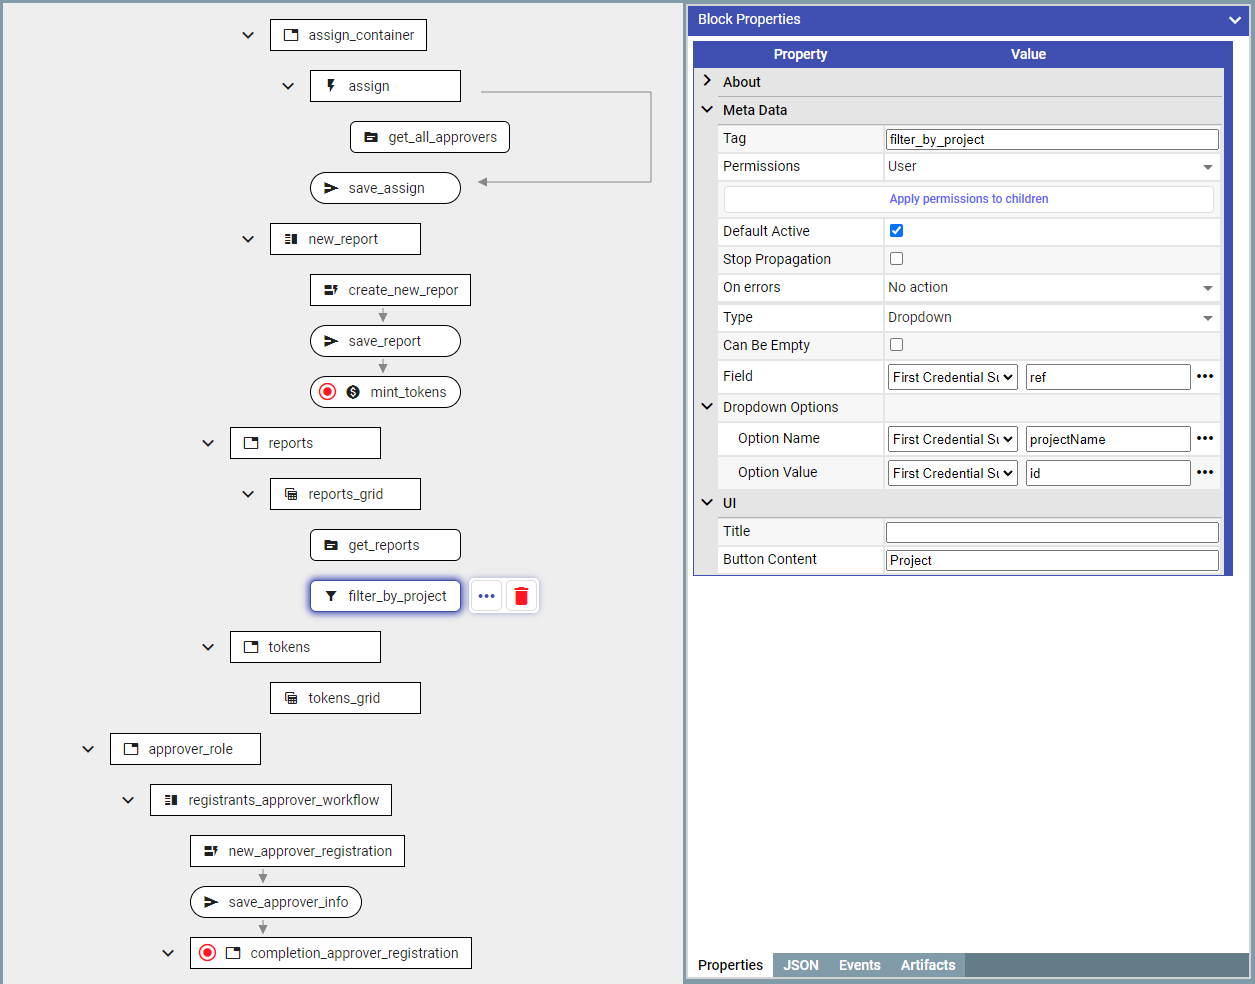 assign_container
assign
get_all_approvers
save_assign
new_report
create_new_repor
save_report
mint_tokens
reports
reports_grid
get_reports
filter_by_project
tokens
tokens_grid
approver_role
registrants_approver_workflow
new_approver_registration
save_approver_info
completion_approver_registration
Block Properties
Property Value
About
Meta Data
Tag filter_by_project
Permissions User
Apply permissions to children
Default Active
Stop Propagation
On errors No action
Type Dropdown
Can Be Empty
Field First Credential Su ref
Dropdown Options
Option Name First Credential Su projectName
Option Value First Credential Su id
UI
Title
Button Content Project
Properties JSON Events Artifacts